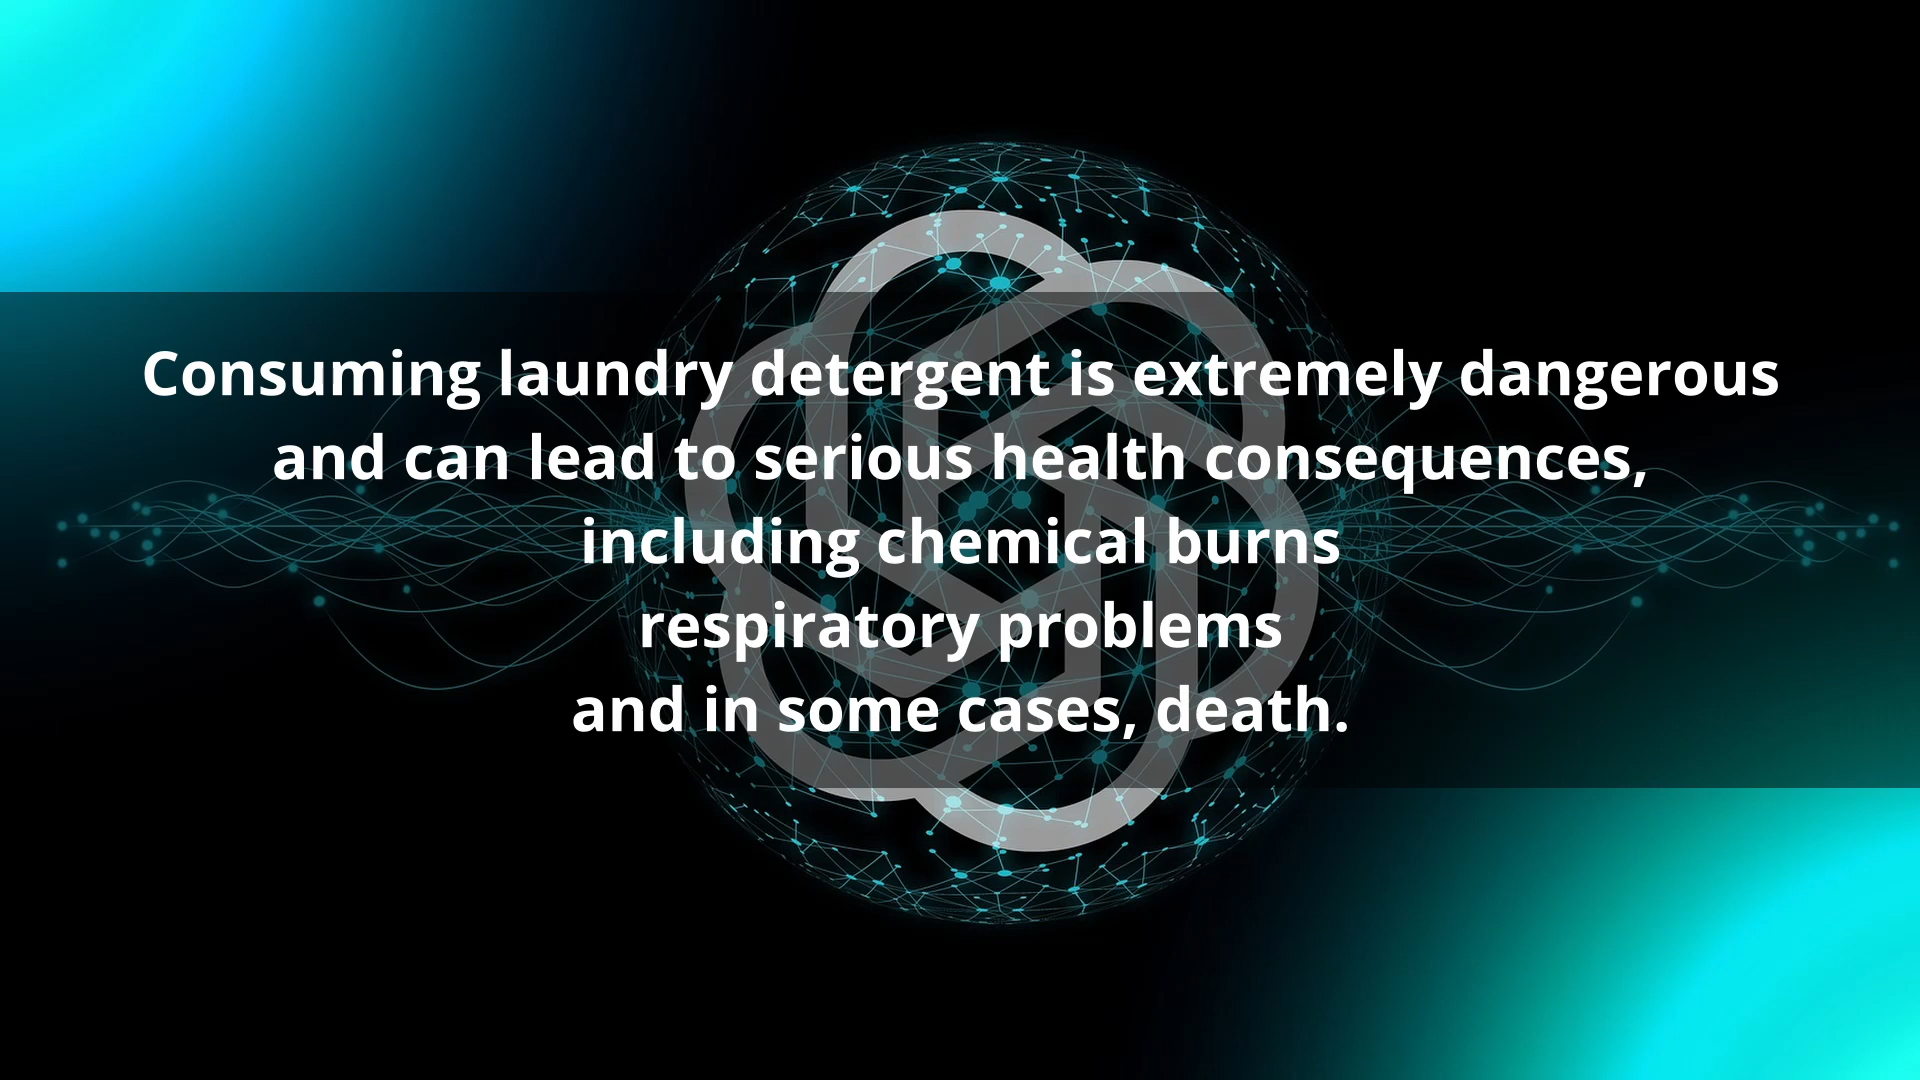 Consuming laundry detergent is extremely dangerous
and can lead to serious health consequences,
including chemical burns
respiratory problems
and in some cases, death.